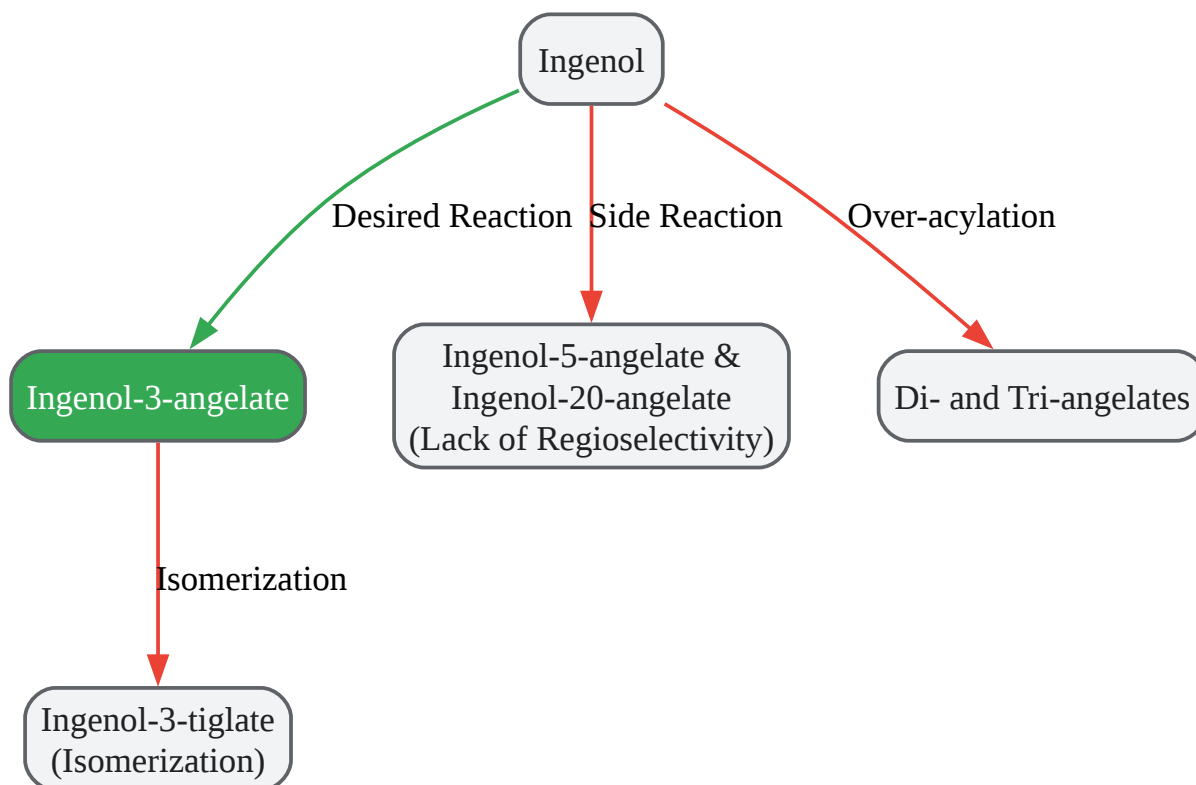 Ingenol
Desired Reaction
Side Reaction
Over-acylation
Ingenol-3-angelate
Ingenol-5-angelate &
Ingenol-20-angelate
(Lack of Regioselectivity)
Di- and Tri-angelates
Isomerization
Ingenol-3-tiglate
(Isomerization)